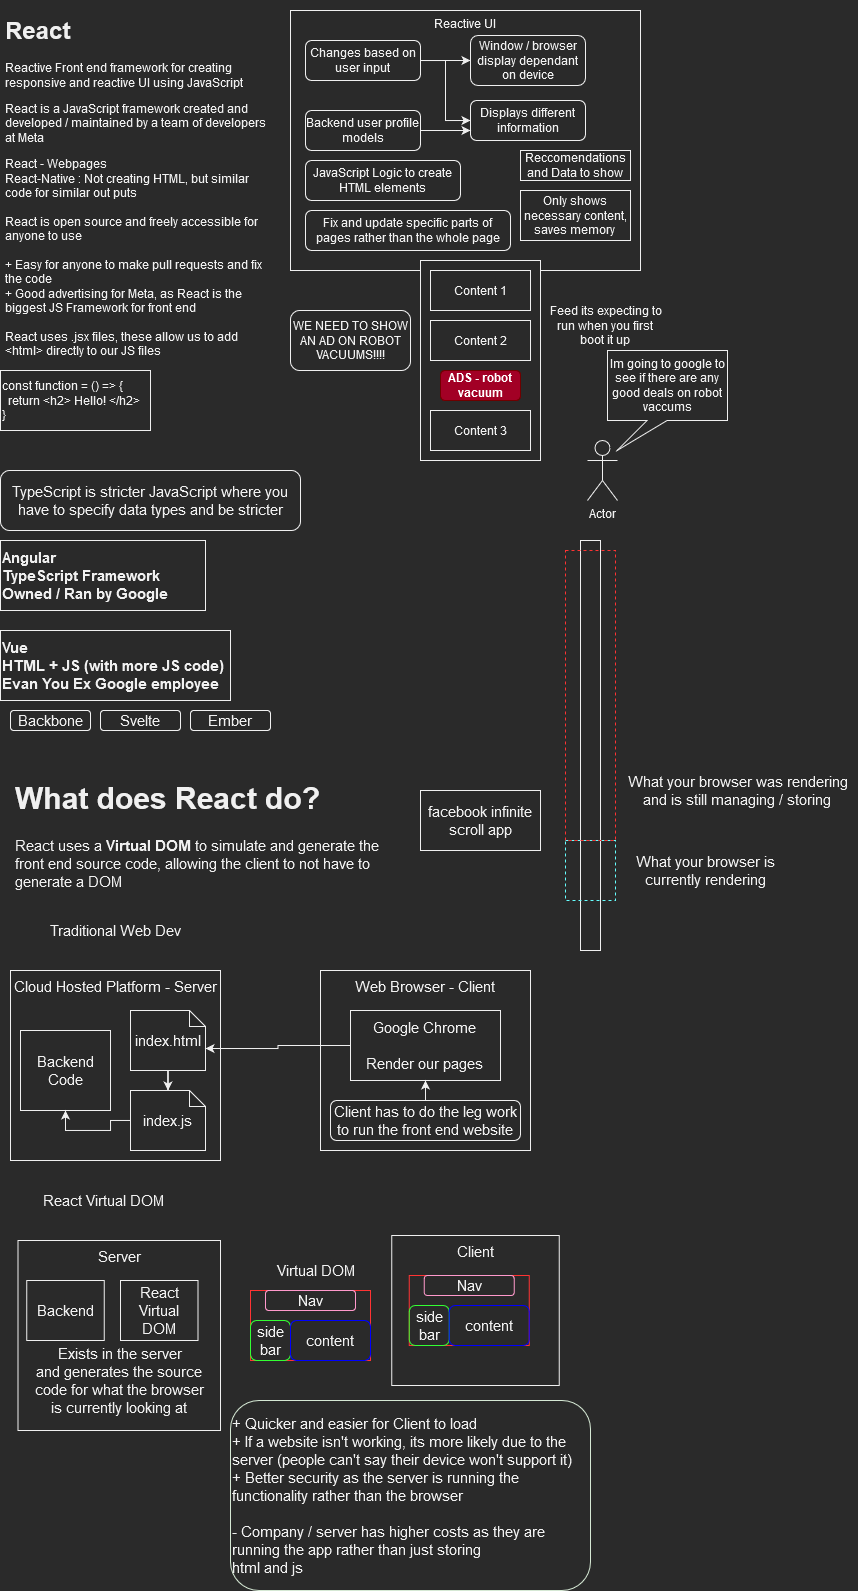 React
Reactive Front end framework for creating
responsive and reactive UI using JavaScript
React is a JavaScript framework created and
developed / maintained by a team of developers
at Meta
React - Webpages
React-Native : Not creating HTML, but similar
code for similar out puts
React is open source and freely accessible for
anyone to use
+ Easy for anyone to make pull requests and fix
the code
+ Good advertising for Meta, as React is the
biggest JS Framework for front end
React uses .jsx files, these allow us to add
<html> directly to our JS files
const function = () => {
return <h2> Hello! </h2>
}
Reactive UI
Changes based on
user input
Window / browser
display dependant
on device
Backend user profile
models
Displays different
information
JavaScript Logic to create
HTML elements
Reccomendations
and Data to show
Fix and update specific parts of
pages rather than the whole page
Only shows
necessary content,
saves memory
WE NEED TO SHOW
AN AD ON ROBOT
VACUUMS!!!!
Content 1
Content 2
ADS - robot
vacuum
Content 3
Feed its expecting to
run when you first
boot it up
Im going to google to
see if there are any
good deals on robot
vaccums
Actor
TypeScript is stricter JavaScript where you
have to specify data types and be stricter
Angular
TypeScript Framework
Owned / Ran by Google
Vue
HTML + JS (with more JS code)
Evan You Ex Google employee
Backbone
Svelte
Ember
What does React do?
React uses a Virtual DOM to simulate and generate the
front end source code, allowing the client to not have to
generate a DOM
facebook infinite
scroll app
What your browser was rendering
and is still managing / storing
What your browser is
currently rendering
Traditional Web Dev
Cloud Hosted Platform - Server
Backend
Code
index.html
index.js
Web Browser - Client
Google Chrome
Render our pages
Client has to do the leg work
to run the front end website
React Virtual DOM
Server
Backend
React
Virtual
DOM
Exists in the server
and generates the source
code for what the browser
is currently looking at
Virtual DOM
Nav
side
bar
content
Client
Nav
side
bar
content
+ Quicker and easier for Client to load
+ If a website isn't working, its more likely due to the
server (people can't say their device won't support it)
+ Better security as the server is running the
functionality rather than the browser
- Company / server has higher costs as they are
running the app rather than just storing
html and js